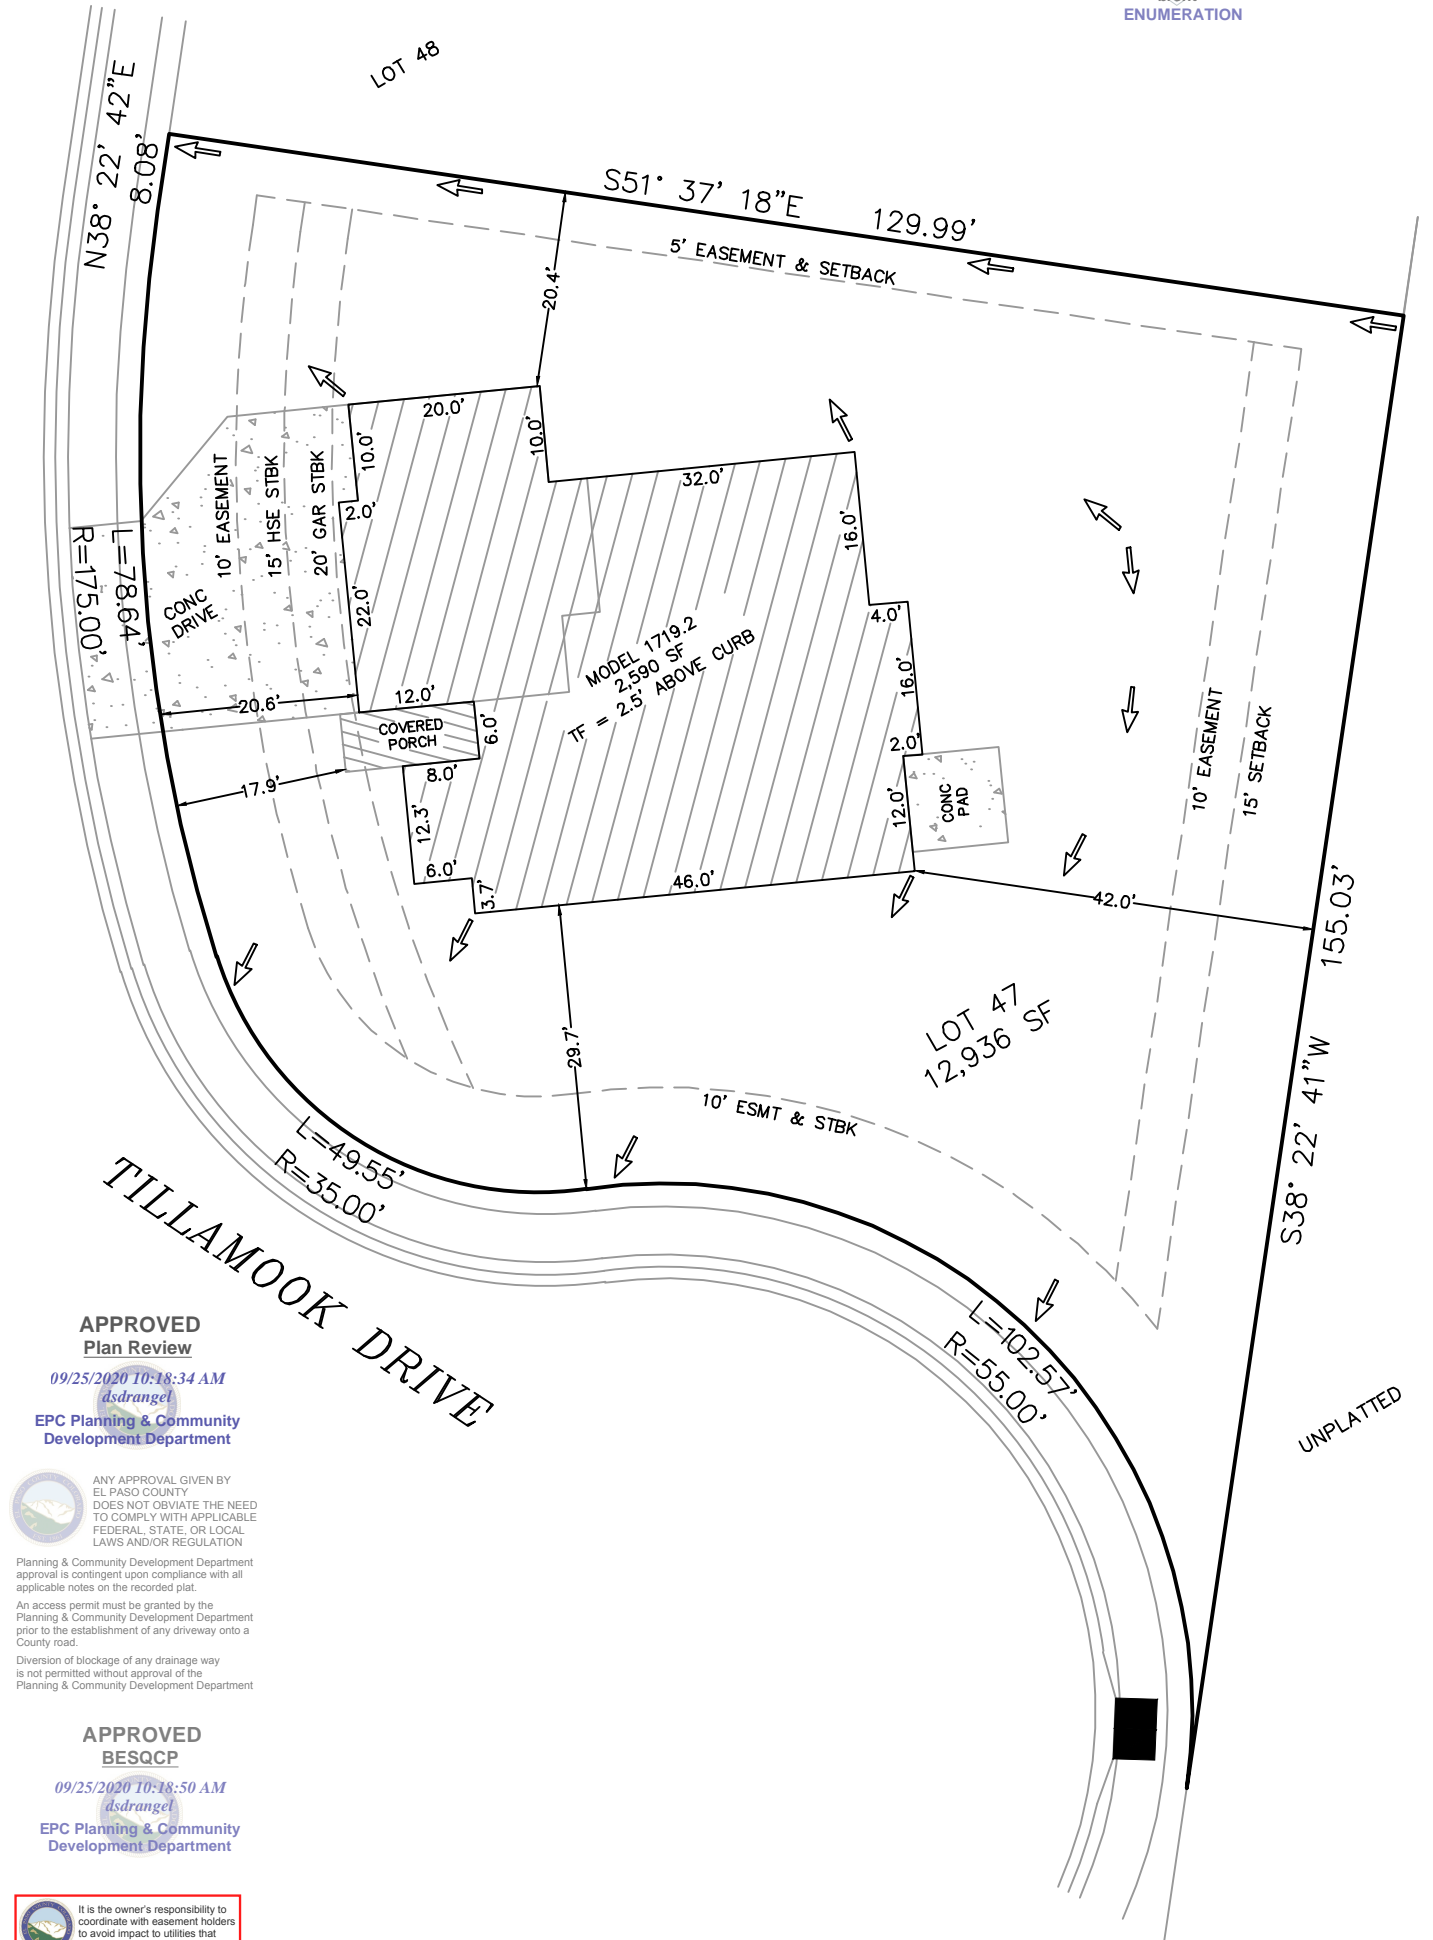 ENUMERATION
LOT 48
N38° 22' 42"E
8.08'
S51° 37' 18"E 129.99'
5' EASEMENT & SETBACK
20.4'
20.0'
10.0'
10.0'
2.0'
32.0'
16.0'
10' EASEMENT
15' HSE STBK
20' GAR STBK
22.0'
L=78.64'
R=175.00'
CONC
DRIVE
4.0'
MODEL 1719.2
2,590 SF
TF = 2.5' ABOVE CURB
16.0'
20.6'
12.0'
COVERED
PORCH
6.0'
2.0'
10' EASEMENT
15' SETBACK
17.9'
8.0'
12.3'
12.0'
CONC
PAD
6.0'
3.7'
46.0'
42.0'
155.03'
S38° 22' 41"W
29.7'
LOT 47
12,936 SF
10' ESMT & STBK
L=49.55'
R=35.00'
TILLAMOOK DRIVE
L=102.57'
R=55.00'
UNPLATTED
APPROVED
Plan Review
09/25/2020 10:18:34 AM
dsdrangel
EPC Planning & Community
Development Department
ANY APPROVAL GIVEN BY
EL PASO COUNTY
DOES NOT OBVIATE THE NEED
TO COMPLY WITH APPLICABLE
FEDERAL, STATE, OR LOCAL
LAWS AND/OR REGULATION
Planning & Community Development Department
approval is contingent upon compliance with all
applicable notes on the recorded plat.
An access permit must be granted by the
Planning & Community Development Department
prior to the establishment of any driveway onto a
County road.
Diversion of blockage of any drainage way
is not permitted without approval of the
Planning & Community Development Department
APPROVED
BESQCP
09/25/2020 10:18:50 AM
dsdrangel
EPC Planning & Community
Development Department
It is the owner's responsibility to
coordinate with easement holders
to avoid impact to utilities that